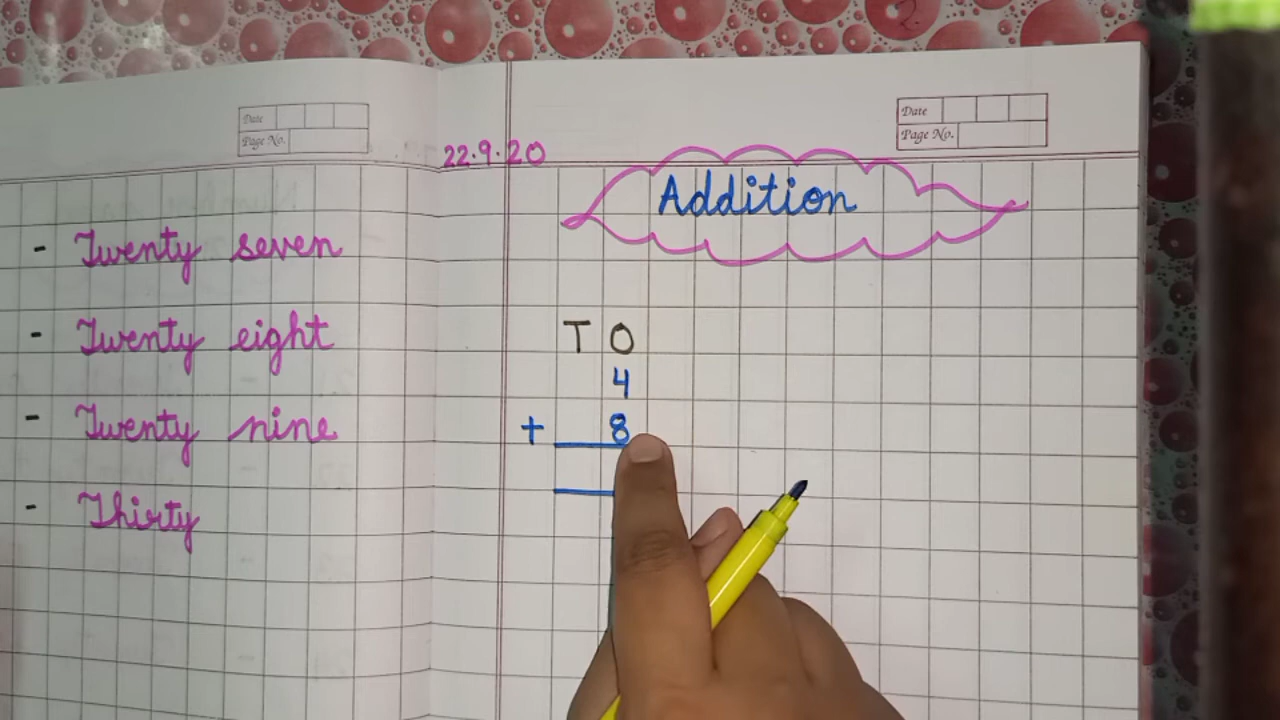 Date
Page No.
- Twenty seven
- Twenty eight
- Twenty nine
- Thirty
Date
Page No.
22.9.20
Addition
T O
4
+ 8